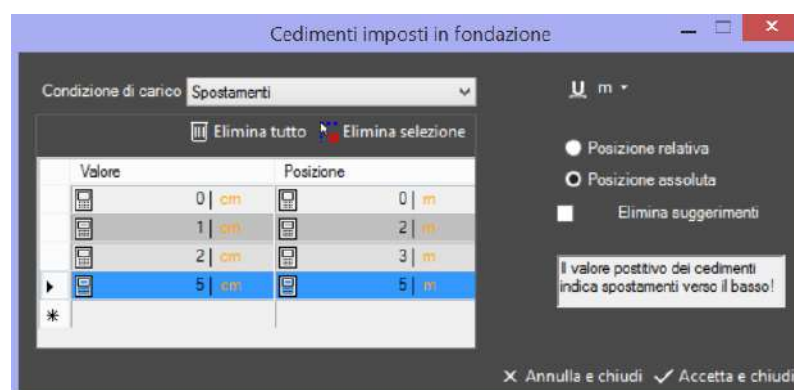 Cedimenti imposti in fondazione
Condizione di carico Spostamenti
U m
Elimina tutto Elimina selezione
Posizione relativa
Valore Posizione
Posizione assoluta
0 cm 0 m
1 cm 2 m
Elimina suggerimenti
2 cm 3 m
5 cm 5 m
Il valore postitivo dei cedimenti
indica spostamenti verso il basso!
Annulla e chiudi Accetta e chiudi